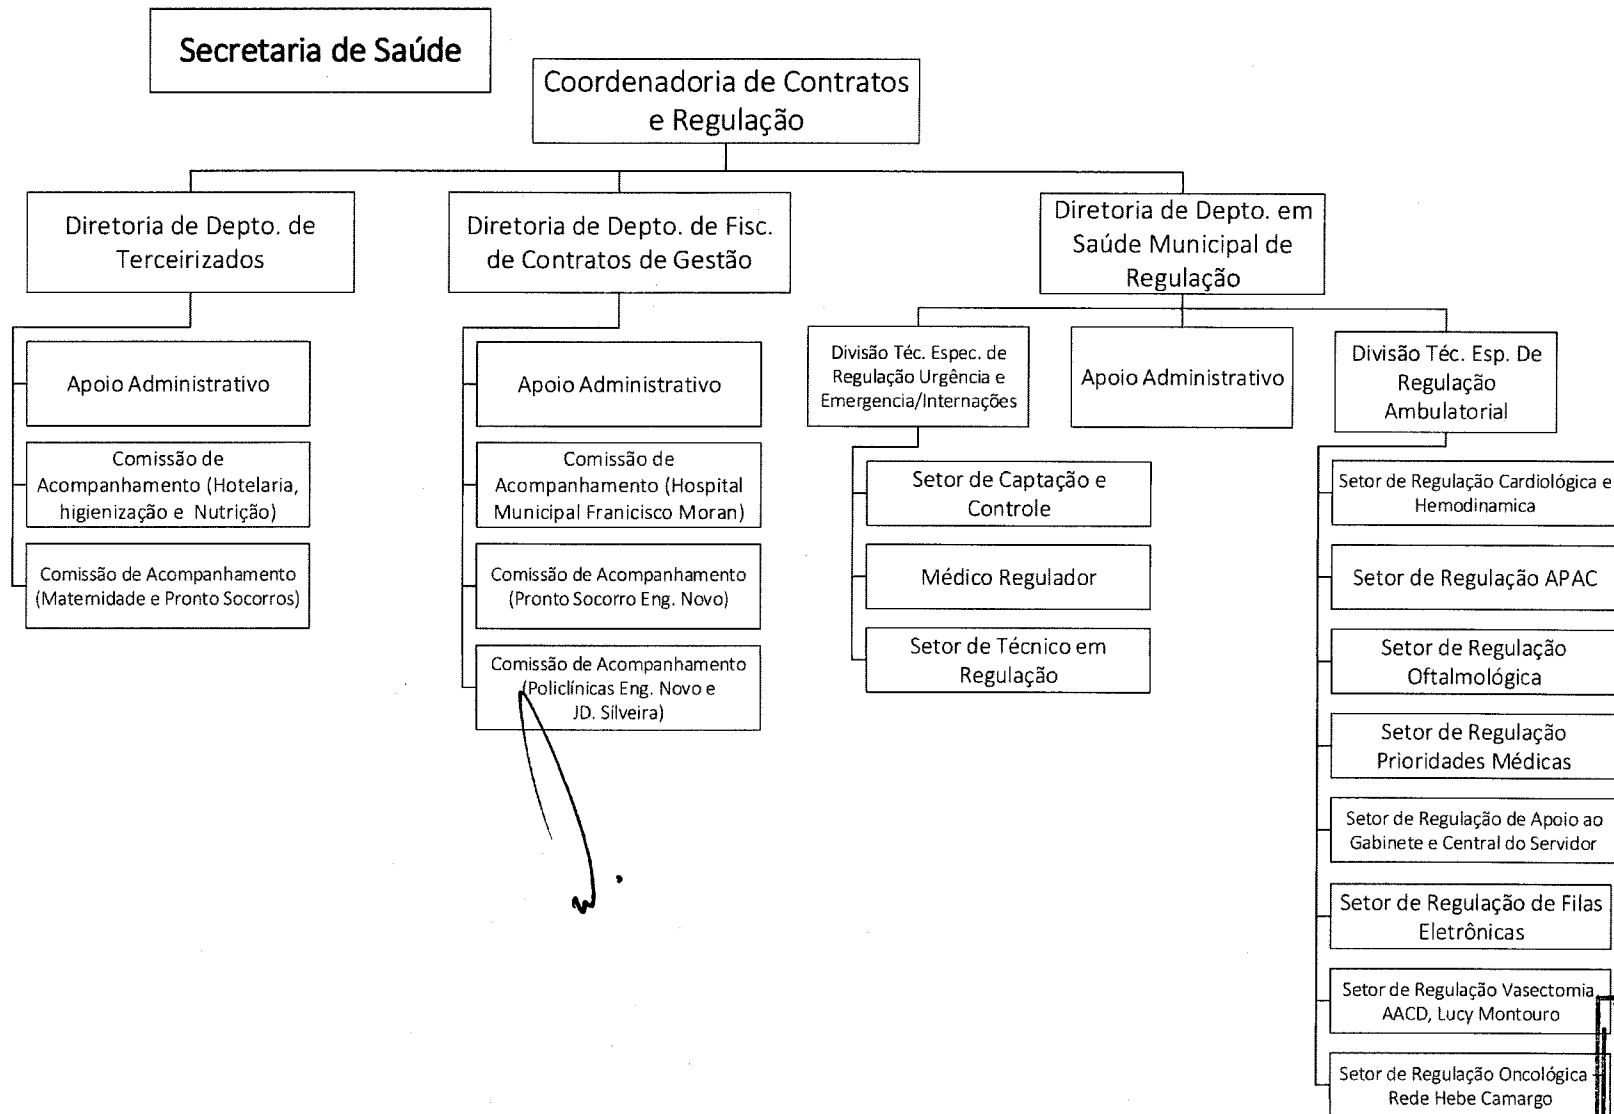 Secretaria de Saúde
Coordenadoria de Contratos
e Regulação
Diretoria de Depto. de
Terceirizados
Diretoria de Depto. de Fisc.
de Contratos de Gestão
Diretoria de Depto. em
Saúde Municipal de
Regulação
Apoio Administrativo
Comissão de
Acompanhamento (Hotelaria,
higienização e Nutrição)
Comissão de Acompanhamento
(Maternidade e Pronto Socorros)
Apoio Administrativo
Comissão de
Acompanhamento (Hospital
Municipal Franicisco Moran)
Comissão de Acompanhamento
(Pronto Socorro Eng. Novo)
Comissão de Acompanhamento
(Policlínicas Eng. Novo e
JD. Silveira)
Divisão Téc. Espec. de
Regulação Urgência e
Emergencia/Internações
Setor de Captação e
Controle
Médico Regulador
Setor de Técnico em
Regulação
Apoio Administrativo
Divisão Téc. Esp. De
Regulação
Ambulatorial
Setor de Regulação Cardiológica e
Hemodinamica
Setor de Regulação APAC
Setor de Regulação
Oftalmológica
Setor de Regulação
Prioridades Médicas
Setor de Regulação de Apoio ao
Gabinete e Central do Servidor
Setor de Regulação de Filas
Eletrônicas
Setor de Regulação Vasectomia,
AACD, Lucy Montouro
Setor de Regulação Oncológica -
Rede Hebe Camargo